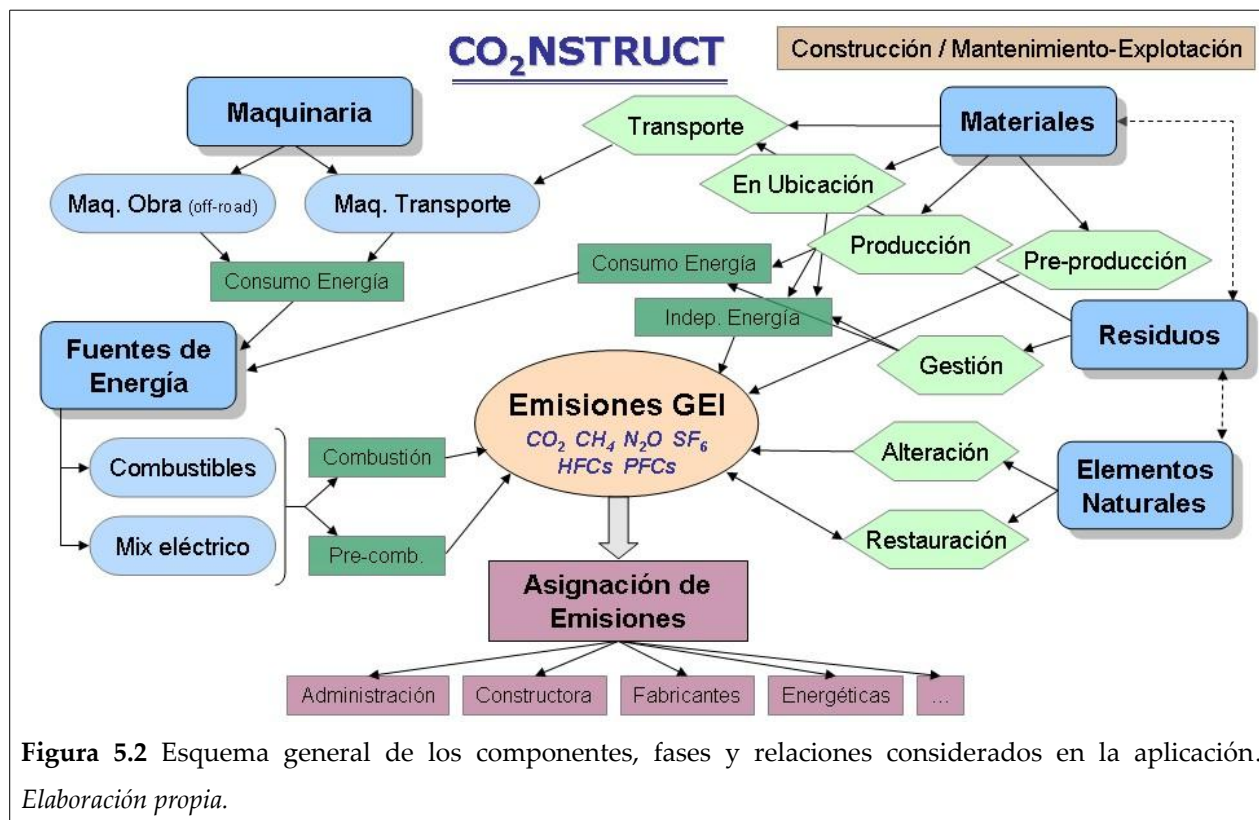 CO₂NSTRUCT
Construcción / Mantenimiento-Explotación
Maquinaria
Transporte
Materiales
Maq. Obra (off-road)
Maq. Transporte
En Ubicación
Producción
Pre-producción
Consumo Energía
Consumo Energía
Indep. Energía
Fuentes de
Energía
Residuos
Gestión
Emisiones GEI
CO₂ CH₄ N₂O SF₆
HFCs PFCs
Combustibles
Combustión
Alteración
Elementos
Naturales
Mix eléctrico
Pre-comb.
Restauración
Asignación de
Emisiones
Administración
Constructora
Fabricantes
Energéticas
...
Figura 5.2 Esquema general de los componentes, fases y relaciones considerados en la aplicación.
Elaboración propia.